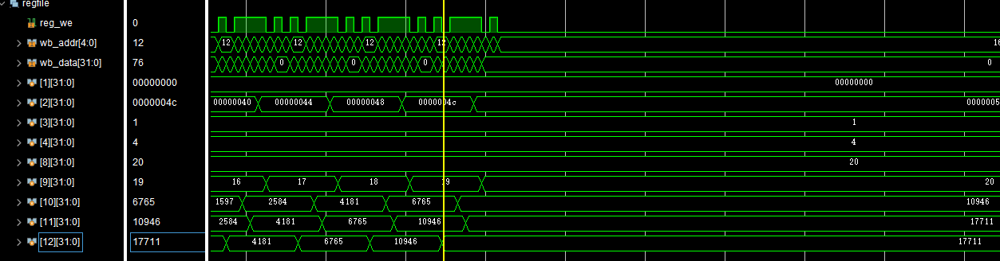 regfile
reg_we 0
wb_addr[4:0] 12 12 12 12 12 16
wb_data[31:0] 76 0 0 0 0
[1][31:0] 00000000 00000000
[2][31:0] 0000004c 00000040 00000044 00000048 0000004c 0000005
[3][31:0] 1 1
[4][31:0] 4 4
[8][31:0] 20 20
[9][31:0] 19 16 17 18 19 20
[10][31:0] 6765 1597 2584 4181 6765 10946
[11][31:0] 10946 2584 4181 6765 10946 17711
[12][31:0] 17711 4181 6765 10946 17711